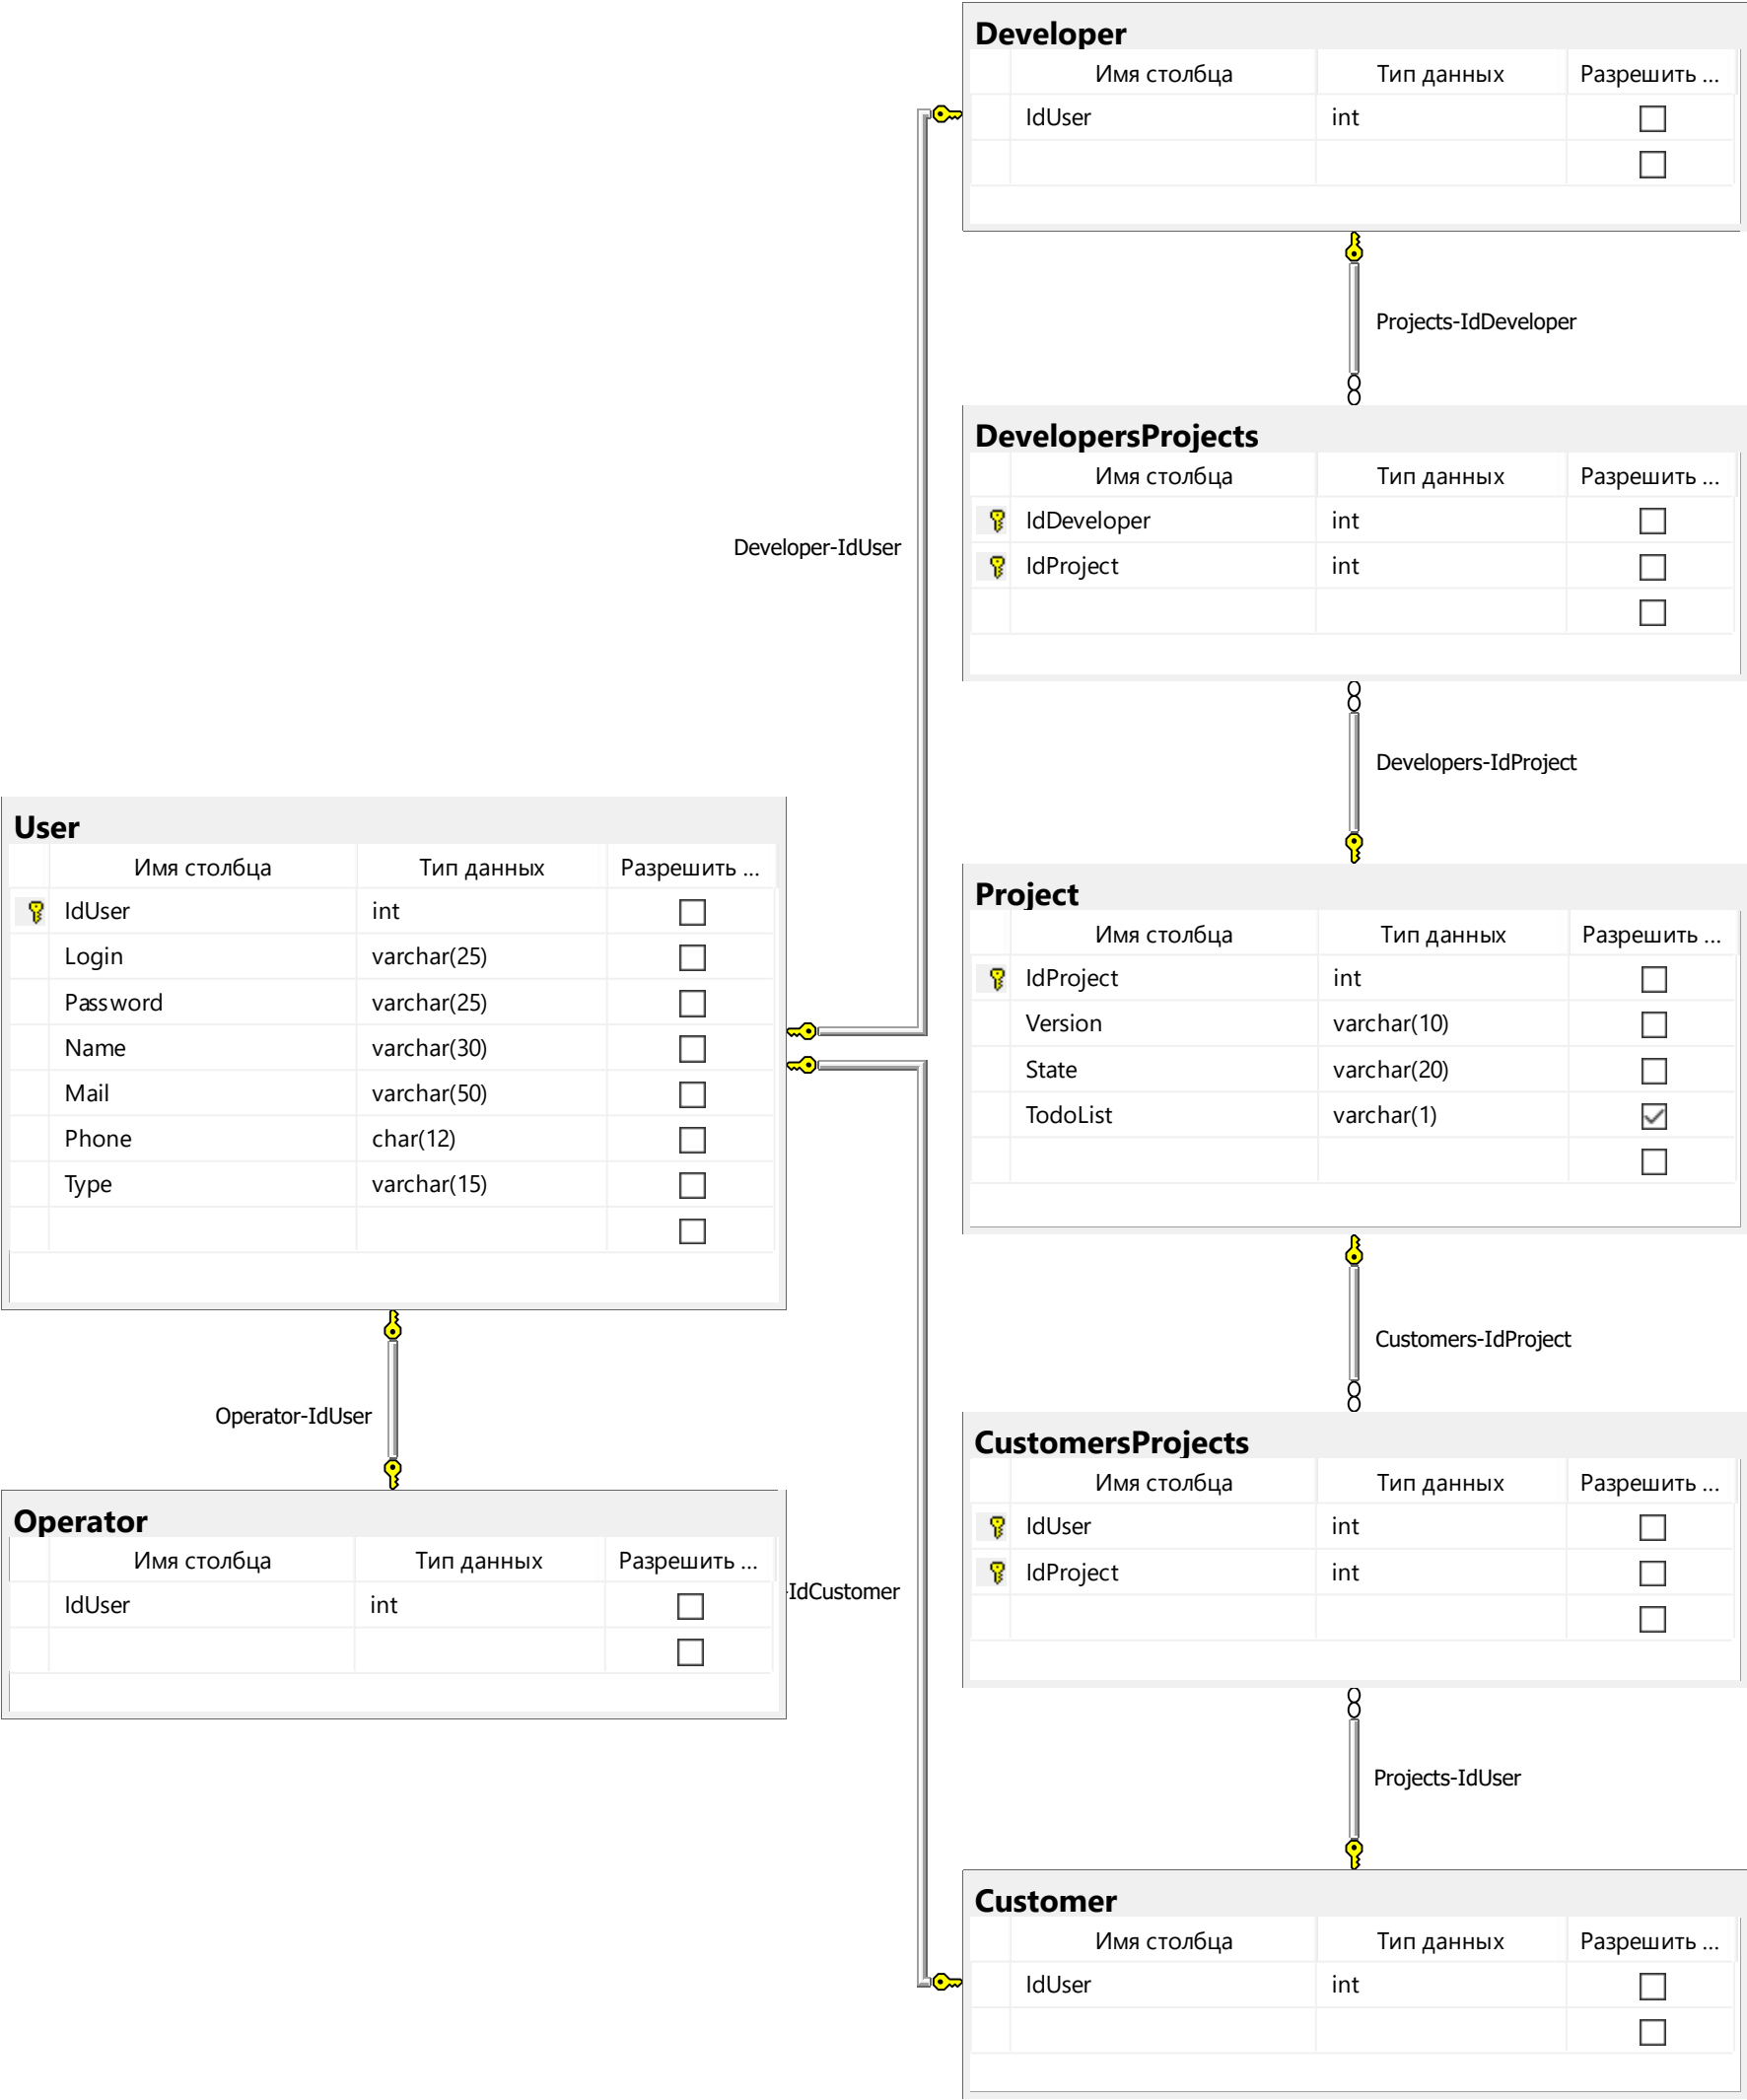 Developer
Имя столбца Тип данных Разрешить ...
IdUser int
Projects-IdDeveloper
DevelopersProjects
Имя столбца Тип данных Разрешить ...
IdDeveloper int
IdProject int
Developer-IdUser
Developers-IdProject
User
Имя столбца Тип данных Разрешить ...
IdUser int
Login varchar(25)
Password varchar(25)
Name varchar(30)
Mail varchar(50)
Phone char(12)
Type varchar(15)
Project
Имя столбца Тип данных Разрешить ...
IdProject int
Version varchar(10)
State varchar(20)
TodoList varchar(1)
Customers-IdProject
Operator-IdUser
CustomersProjects
Имя столбца Тип данных Разрешить ...
IdUser int
IdProject int
Operator
Имя столбца Тип данных Разрешить ...
IdUser int
-IdCustomer
Projects-IdUser
Customer
Имя столбца Тип данных Разрешить ...
IdUser int